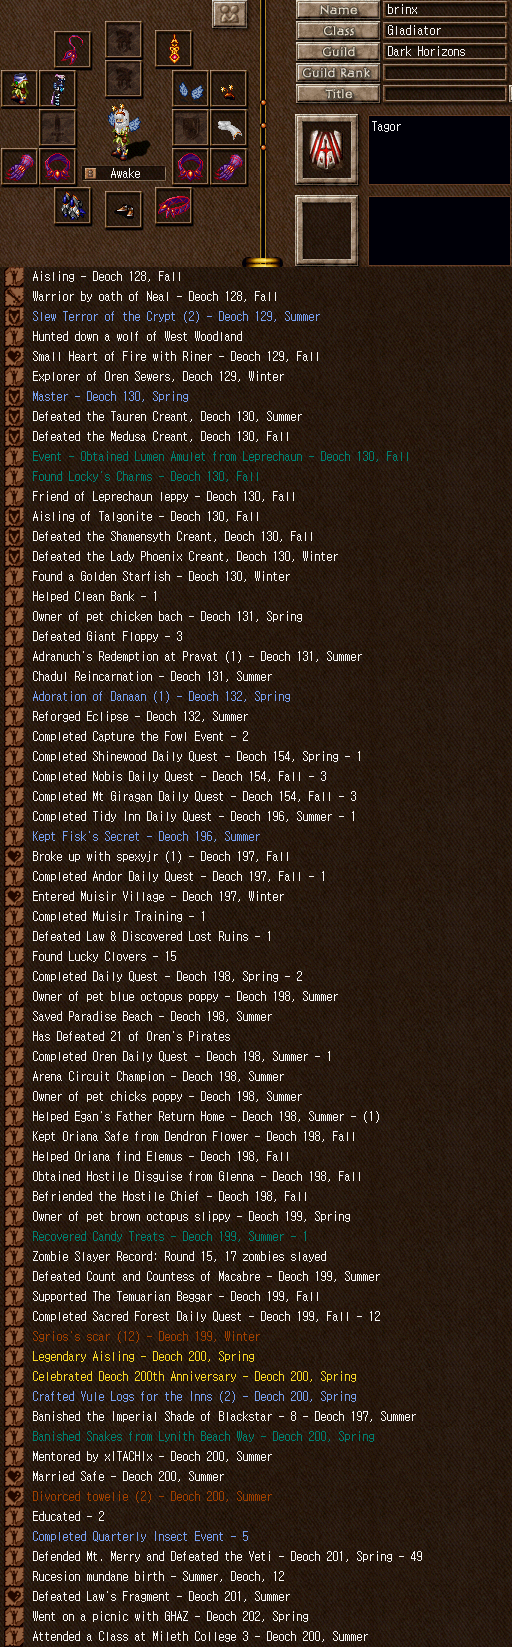 Name brinx
Class Gladiator
Guild Dark Horizons
Guild Rank
Title
Tagor
Awake
Aisling - Deoch 128, Fall
Warrior by oath of Neal - Deoch 128, Fall
Slew Terror of the Crypt (2) - Deoch 129, Summer
Hunted down a wolf of West Woodland
Small Heart of Fire with Riner - Deoch 129, Fall
Explorer of Oren Sewers, Deoch 129, Winter
Master - Deoch 130, Spring
Defeated the Tauren Creant, Deoch 130, Summer
Defeated the Medusa Creant, Deoch 130, Fall
Event - Obtained Lumen Amulet from Leprechaun - Deoch 130, Fall
Found Locky's Charms - Deoch 130, Fall
Friend of Leprechaun leppy - Deoch 130, Fall
Aisling of Talgonite - Deoch 130, Fall
Defeated the Shamensyth Creant, Deoch 130, Fall
Defeated the Lady Phoenix Creant, Deoch 130, Winter
Found a Golden Starfish - Deoch 130, Winter
Helped Clean Bank - 1
Owner of pet chicken bach - Deoch 131, Spring
Defeated Giant Floppy - 3
Adranuch's Redemption at Pravat (1) - Deoch 131, Summer
Chadul Reincarnation - Deoch 131, Summer
Adoration of Danaan (1) - Deoch 132, Spring
Reforged Eclipse - Deoch 132, Summer
Completed Capture the Fowl Event - 2
Completed Shinewood Daily Quest - Deoch 154, Spring - 1
Completed Nobis Daily Quest - Deoch 154, Fall - 3
Completed Mt Giragan Daily Quest - Deoch 154, Fall - 3
Completed Tidy Inn Daily Quest - Deoch 196, Summer - 1
Kept Fisk's Secret - Deoch 196, Summer
Broke up with spexyjr (1) - Deoch 197, Fall
Completed Andor Daily Quest - Deoch 197, Fall - 1
Entered Muisir Village - Deoch 197, Winter
Completed Muisir Training - 1
Defeated Law & Discovered Lost Ruins - 1
Found Lucky Clovers - 15
Completed Daily Quest - Deoch 198, Spring - 2
Owner of pet blue octopus poppy - Deoch 198, Summer
Saved Paradise Beach - Deoch 198, Summer
Has Defeated 21 of Oren's Pirates
Completed Oren Daily Quest - Deoch 198, Summer - 1
Arena Circuit Champion - Deoch 198, Summer
Owner of pet chicks poppy - Deoch 198, Summer
Helped Egan's Father Return Home - Deoch 198, Summer - (1)
Kept Oriana Safe from Dendron Flower - Deoch 198, Fall
Helped Oriana find Elemus - Deoch 198, Fall
Obtained Hostile Disguise from Glenna - Deoch 198, Fall
Befriended the Hostile Chief - Deoch 198, Fall
Owner of pet brown octopus slippy - Deoch 199, Spring
Recovered Candy Treats - Deoch 199, Summer - 1
Zombie Slayer Record: Round 15, 17 zombies slayed
Defeated Count and Countess of Macabre - Deoch 199, Summer
Supported The Temuarian Beggar - Deoch 199, Fall
Completed Sacred Forest Daily Quest - Deoch 199, Fall - 12
Sgrios's scar (12) - Deoch 199, Winter
Legendary Aisling - Deoch 200, Spring
Celebrated Deoch 200th Anniversary - Deoch 200, Spring
Crafted Yule Logs for the Inns (2) - Deoch 200, Spring
Banished the Imperial Shade of Blackstar - 8 - Deoch 197, Summer
Banished Snakes from Lynith Beach Way - Deoch 200, Spring
Mentored by xITACHIx - Deoch 200, Summer
Married Safe - Deoch 200, Summer
Divorced towelie (2) - Deoch 200, Summer
Educated - 2
Completed Quarterly Insect Event - 5
Defended Mt. Merry and Defeated the Yeti - Deoch 201, Spring - 49
Rucesion mundane birth - Summer, Deoch, 12
Defeated Law's Fragment - Deoch 201, Summer
Went on a picnic with GHAZ - Deoch 202, Spring
Attended a Class at Mileth College 3 - Deoch 200, Summer